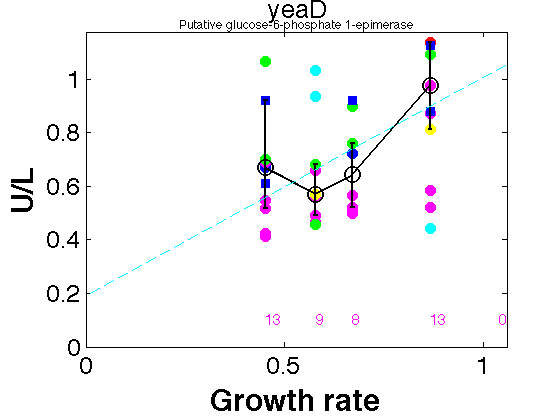 yeaD
Putative glucose-6-phosphate 1-epimerase
1
0.8
0.6
0.4
0.2
0
U/L
13 9 8 13 0
0 0.5 1
Growth rate